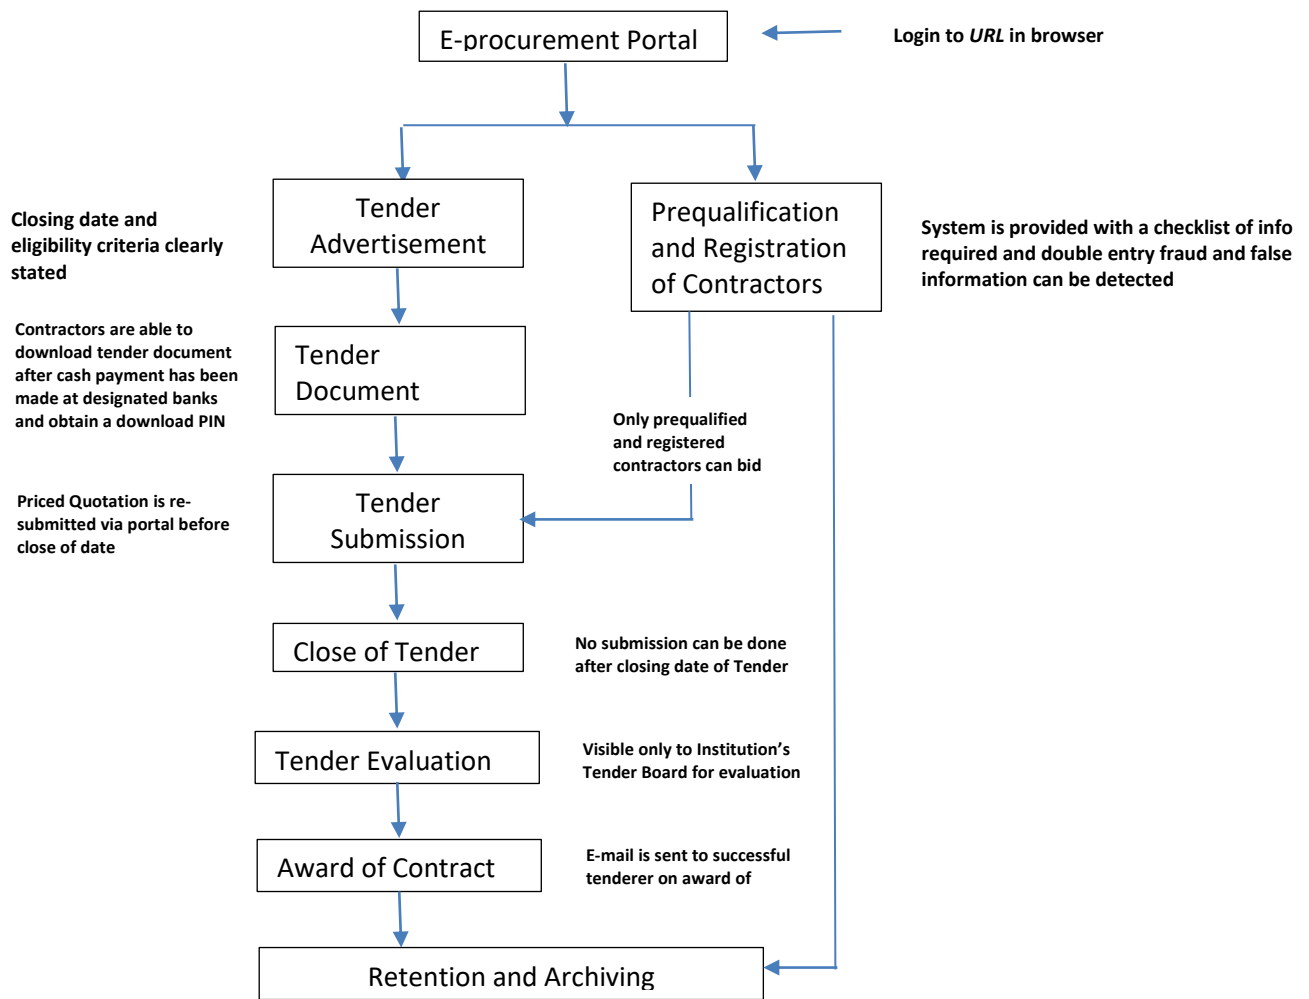 E-procurement Portal
Login to URL in browser
Tender
Advertisement
Prequalification
and Registration
of Contractors
Closing date and
eligibility criteria clearly
stated
System is provided with a checklist of info
required and double entry fraud and false
information can be detected
Contractors are able to
download tender document
after cash payment has been
made at designated banks
and obtain a download PIN
Tender
Document
Only prequalified
and registered
contractors can bid
Priced Quotation is re-
submitted via portal before
close of date
Tender
Submission
Close of Tender
No submission can be done
after closing date of Tender
Tender Evaluation
Visible only to Institution’s
Tender Board for evaluation
Award of Contract
E-mail is sent to successful
tenderer on award of
Retention and Archiving